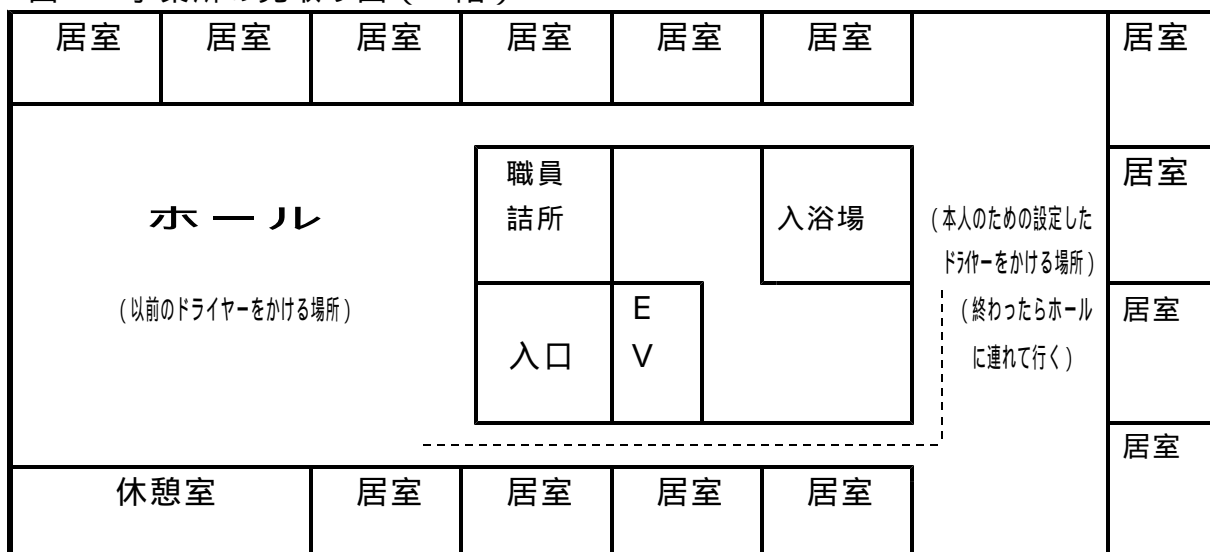 居室 居室 居室 居室 居室 居室 居室
職員
詰所
居室
ホール
入浴場
(本人のための設定した
ドライヤーをかける場所)
(以前のドライヤーをかける場所)
入口
E
V
(終わったらホール
に連れて行く)
居室
居室
休憩室 居室 居室 居室 居室